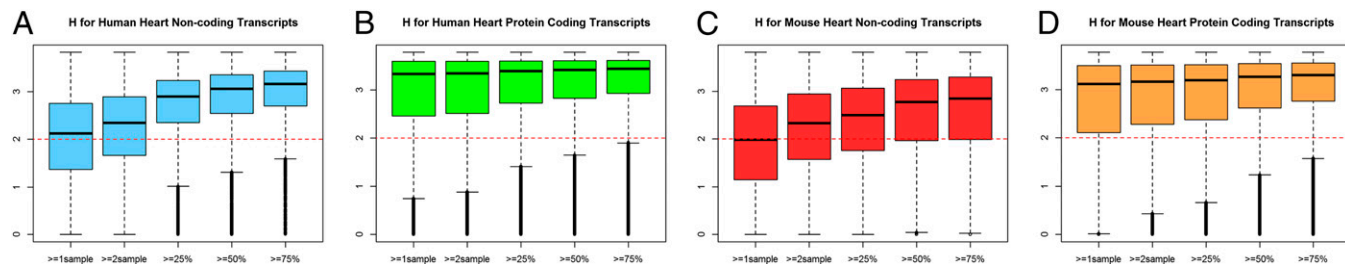 A
H for Human Heart Non-coding Transcripts
3
2
1
0
>=1sample >=2sample >=25% >=50% >=75%
B
H for Human Heart Protein Coding Transcripts
3
2
1
0
>=1sample >=2sample >=25% >=50% >=75%
C
H for Mouse Heart Non-coding Transcripts
3
2
1
0
>=1sample >=2sample >=25% >=50% >=75%
D
H for Mouse Heart Protein Coding Transcripts
3
2
1
0
>=1sample >=2sample >=25% >=50% >=75%